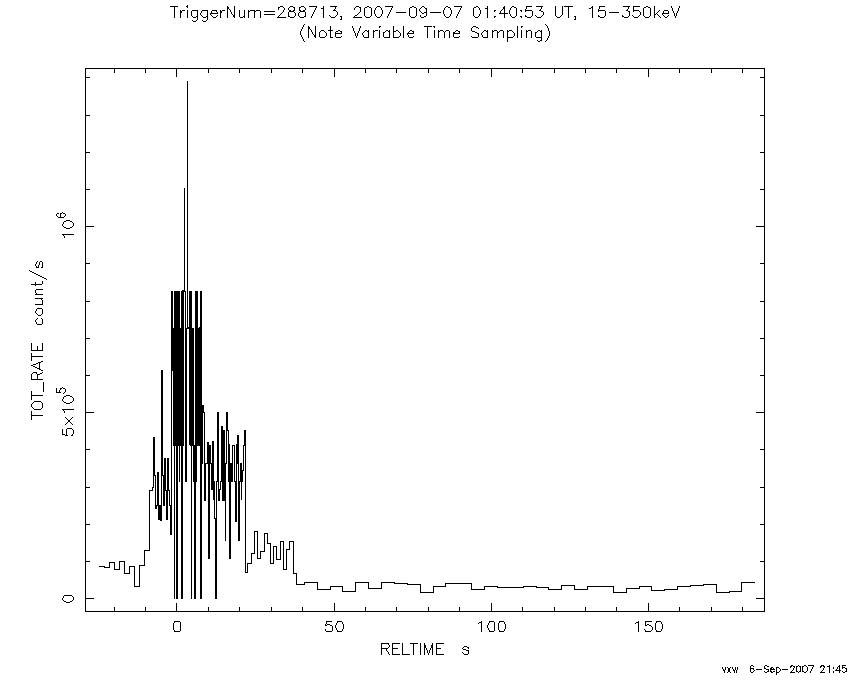 TriggerNum=288713, 2007-09-07 01:40:53 UT, 15-350keV
(Note Variable Time Sampling)
10⁶
5×10⁵
0
TOT_RATE count/s
0 50 100 150
RELTIME s
vxw 6-Sep-2007 21:45